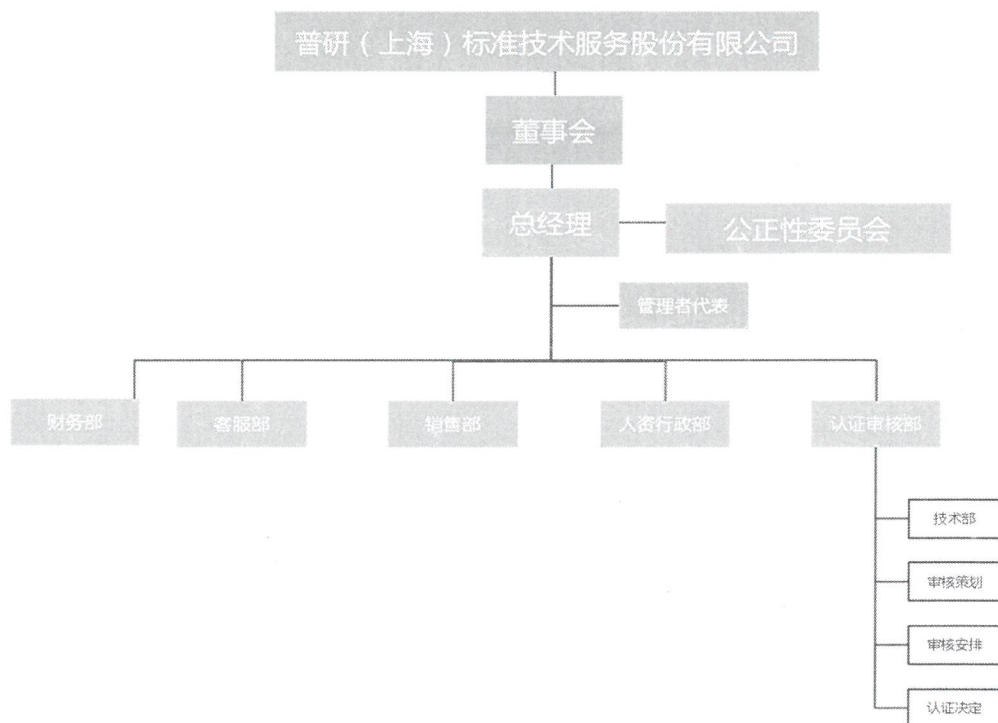 普研（上海）标准技术服务股份有限公司
董事会
总经理
公正性委员会
管理者代表
财务部
客服部
销售部
人资行政部
认证审核部
技术部
审核策划
审核安排
认证决定